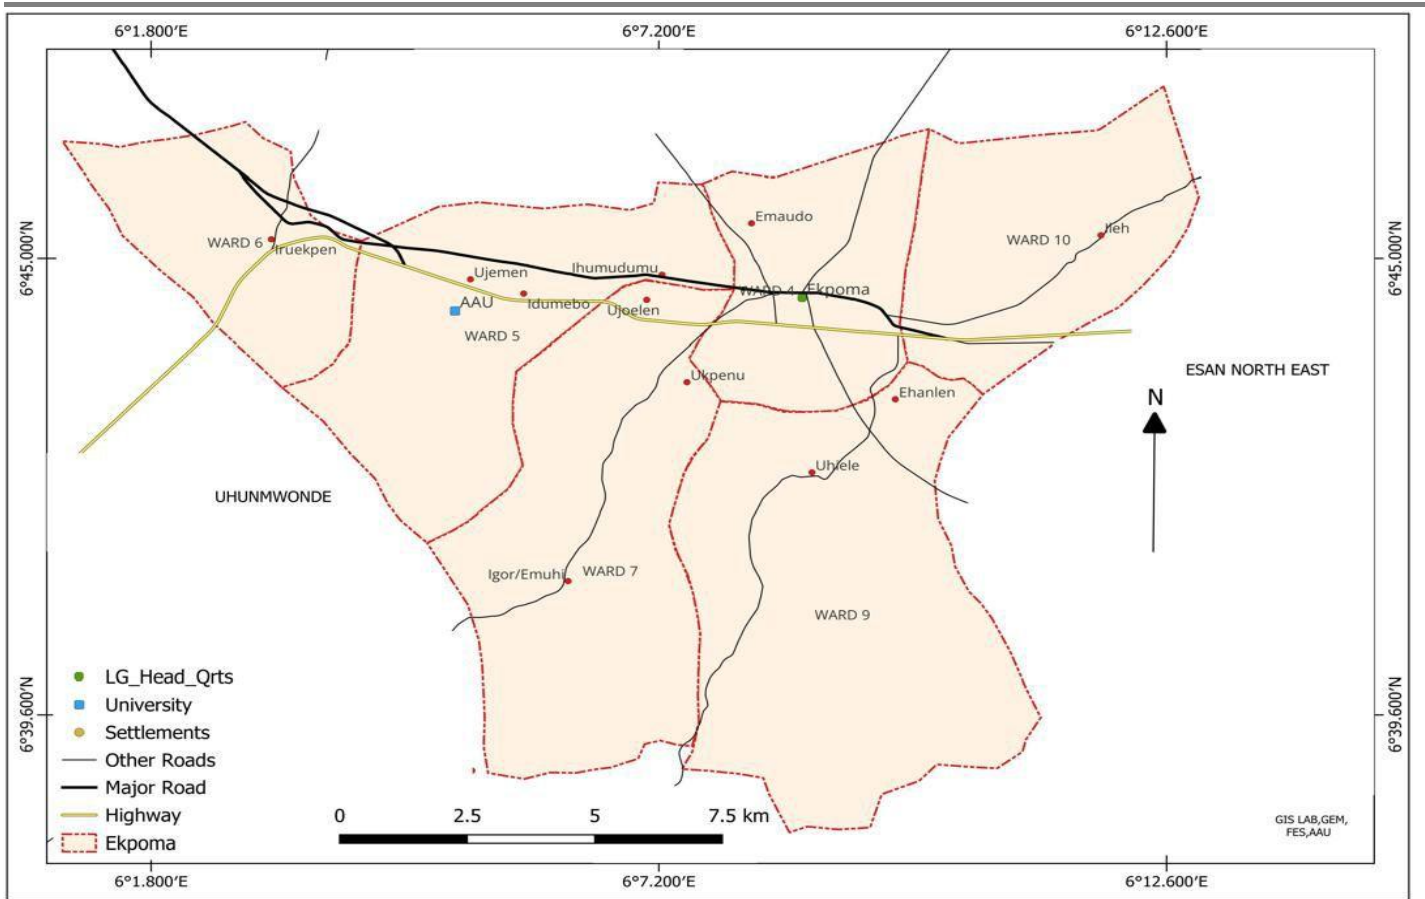 6°1.800′E
6°7.200′E
6°12.600′E
6°45.000′N
6°45.000′N
Emaudo
WARD 6
Iruekpen
WARD 10
Ileh
Ujemen
Ihumudumu
WARD 4
Ekpoma
AAU
Idumebo
Ujoelen
WARD 5
Ukpenu
Ehanlen
ESAN NORTH EAST
N
Uhiele
UHUNMWONDE
Igor/Emuhi
WARD 7
WARD 9
6°39.600′N
6°39.600′N
LG_Head_Qrts
University
Settlements
Other Roads
Major Road
Highway
Ekpoma
0 2.5 5 7.5 km
GIS LAB,GEM,
FES,AAU
6°1.800′E
6°7.200′E
6°12.600′E